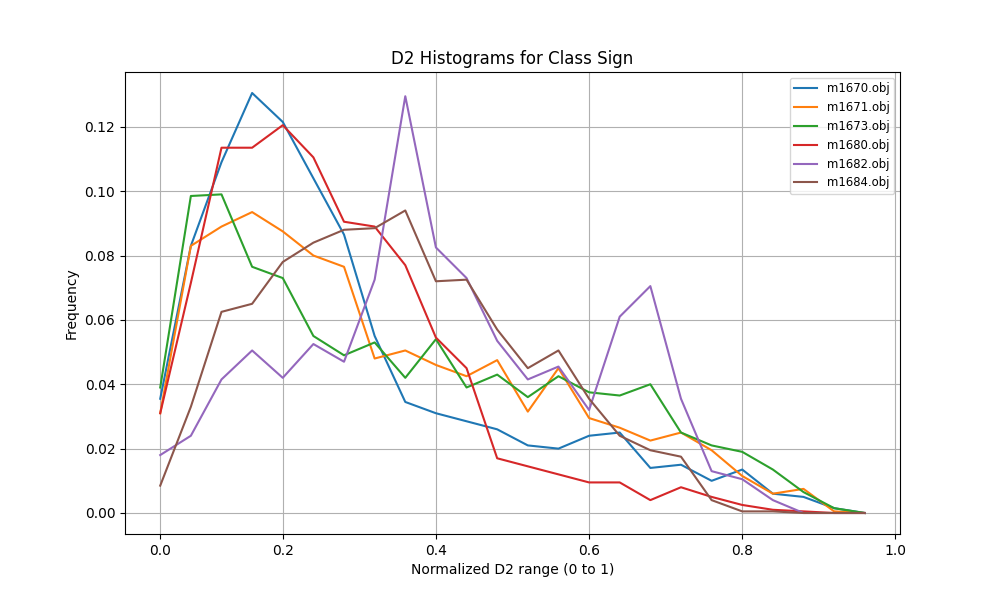 D2 Histograms for Class Sign
m1670.obj
m1671.obj
m1673.obj
m1680.obj
m1682.obj
m1684.obj
0.12
0.10
0.08
0.06
0.04
0.02
0.00
Frequency
0.0 0.2 0.4 0.6 0.8 1.0
Normalized D2 range (0 to 1)